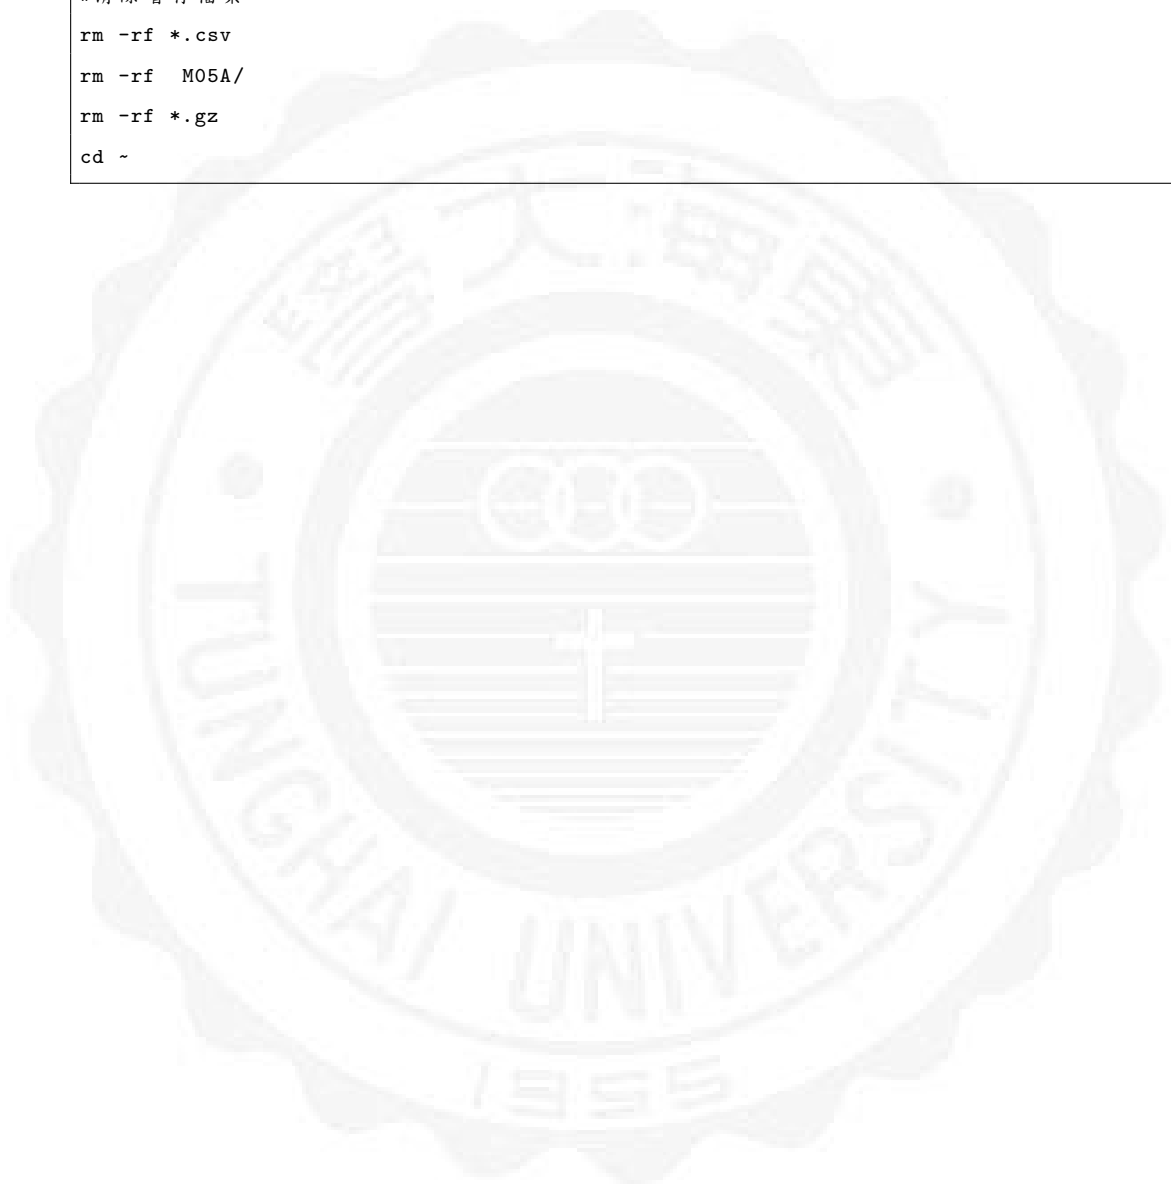 rm -rf *.csv
rm -rf  M05A/
rm -rf *.gz
cd ~
TUNGHAI UNIVERSITY
1955